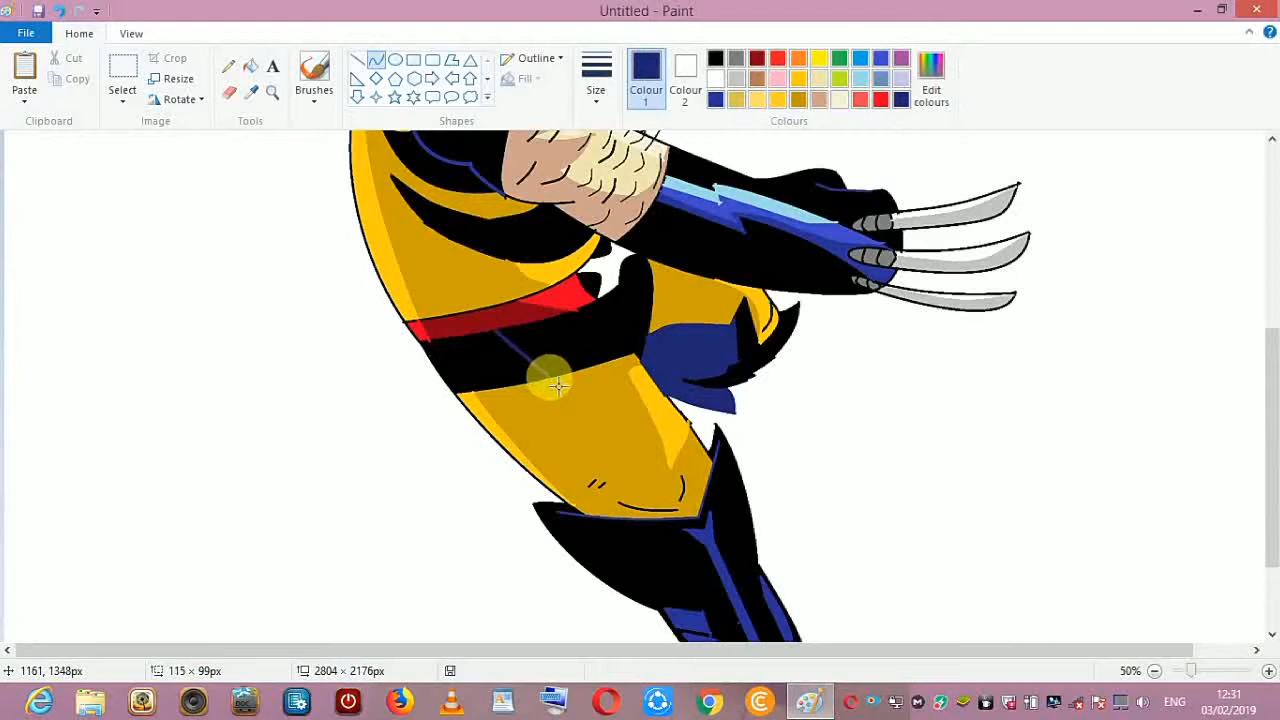 Untitled - Paint
File Home View
Paste Cut Copy
Clipboard
Select Crop Resize Rotate
Image
A
Tools
Brushes
Outline
Fill
Shapes
Size
Colour 1
Colour 2
Edit colours
Colours
1161, 1348px 115 × 99px 2804 × 2176px 50%
ENG 12:31
03/02/2019